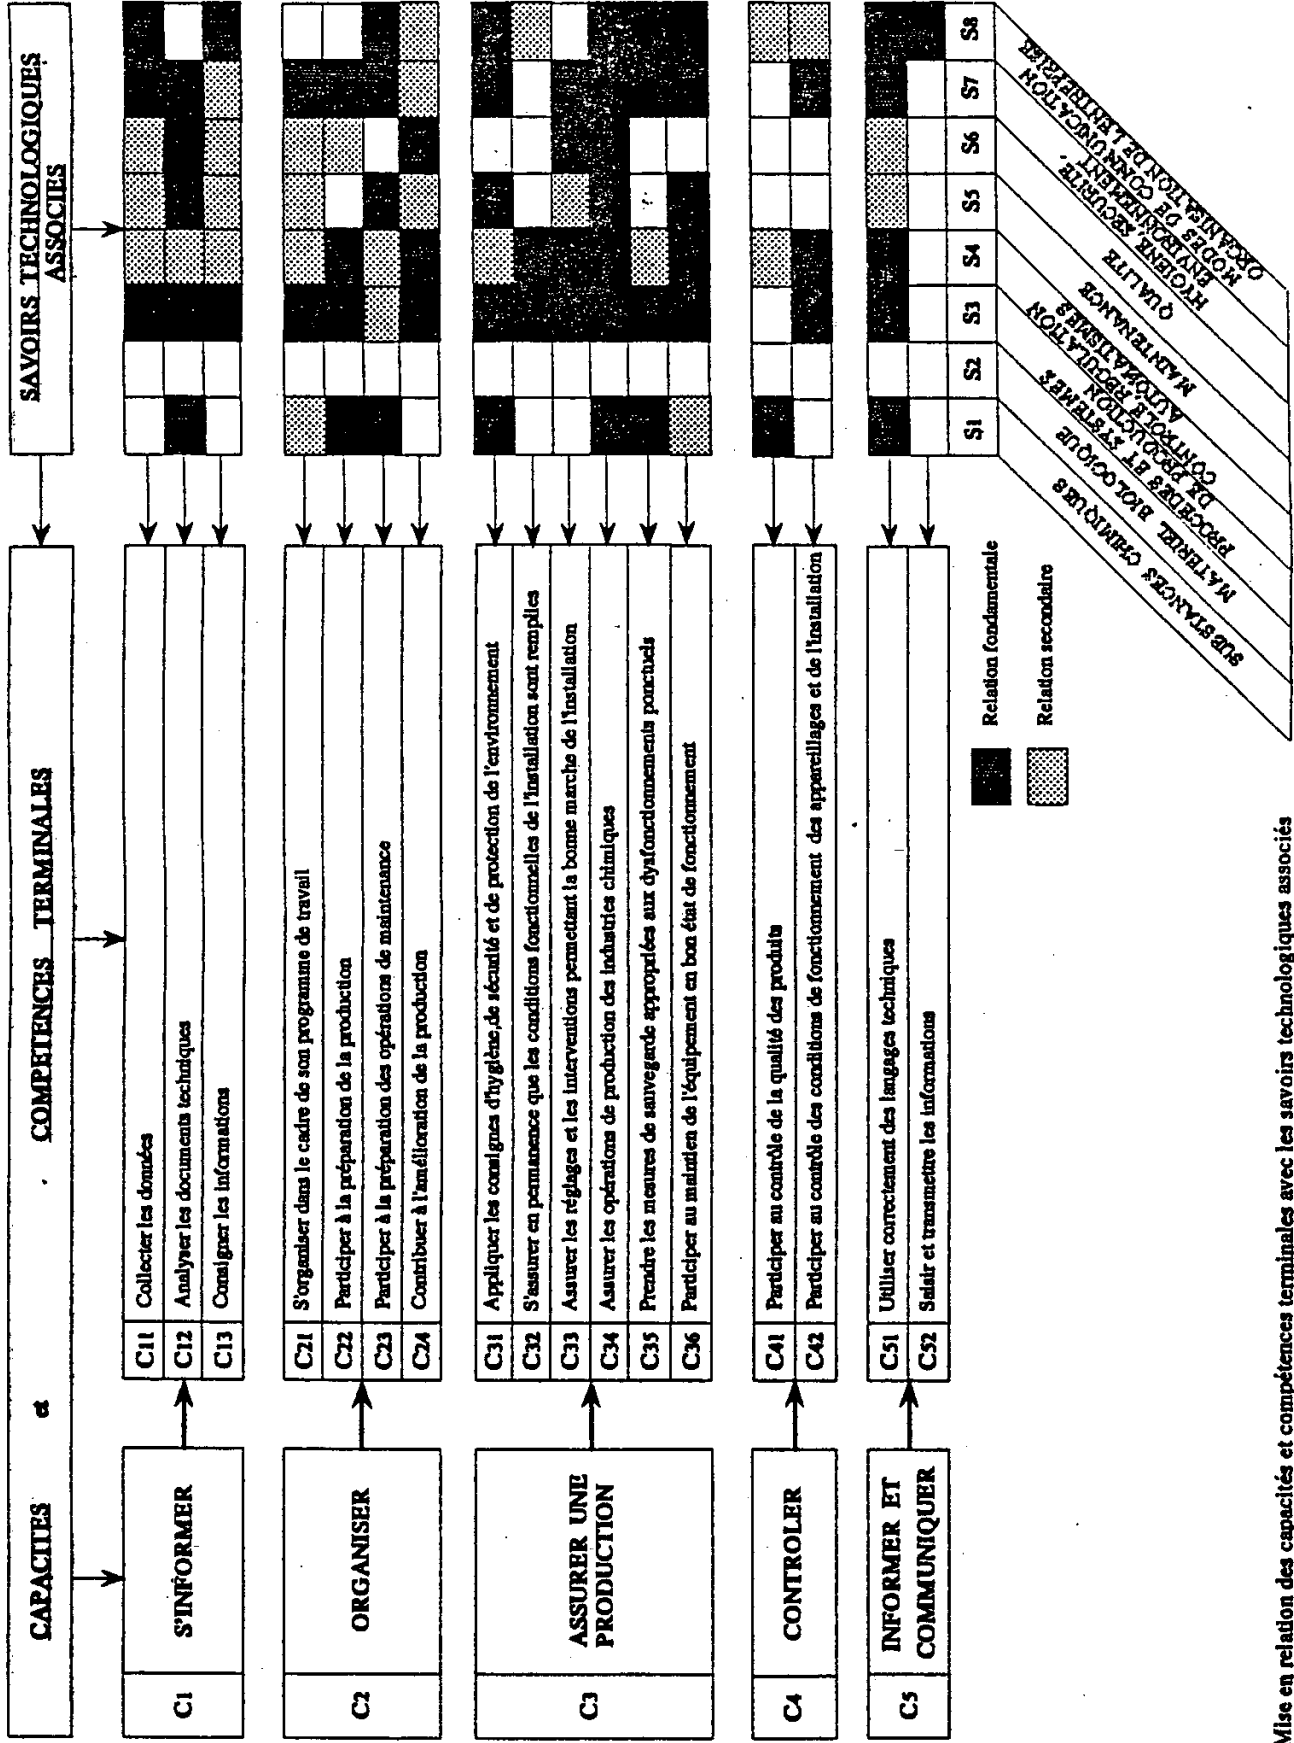 CAPACITES et COMPETENCES TERMINALES
SAVOIRS TECHNOLOGIQUES
ASSOCIES
C1
S'INFORMER
C11 Collecter les données
C12 Analyser les documents techniques
C13 Consigner les informations
C2
ORGANISER
C21 S'organiser dans le cadre de son programme de travail
C22 Participer à la préparation de la production
C23 Participer à la préparation des opérations de maintenance
C24 Contribuer à l'amélioration de la production
C3
ASSURER UNE
PRODUCTION
C31 Appliquer les consignes d'hygiène,de sécurité et de protection de l'environnement
C32 S'assurer en permanence que les conditions fonctionnelles de l'installation sont remplies
C33 Assurer les réglages et les interventions permettant la bonne marche de l'installation
C34 Assurer les opérations de production des industries chimiques
C35 Prendre les mesures de sauvegarde appropriées aux dysfonctionnements ponctuels
C36 Participer au maintien de l'équipement en bon état de fonctionnement
C4
CONTROLER
C41 Participer au contrôle de la qualité des produits
C42 Participer au contrôle des conditions de fonctionnement des appareillages et de l'installation
C5
INFORMER ET
COMMUNIQUER
C51 Utiliser correctement des langages techniques
C52 Saisir et transmettre les informations
S1 S2 S3 S4 S5 S6 S7 S8
SUBSTANCES CHIMIQUES
MATERIEL BIOLOGIQUE
PROCEDES ET SYSTEMES
DE PRODUCTION
CONTROLE REGULATION
AUTOMATISMES
MAINTENANCE
QUALITE
HYGIENE SECURITE,
ENVIRONNEMENT
MODES DE COMMUNICATION
ORGANISATION DE L'ENTREPRISE
Relation fondamentale
Relation secondaire
Mise en relation des capacités et compétences terminales avec les savoirs technologiques associés